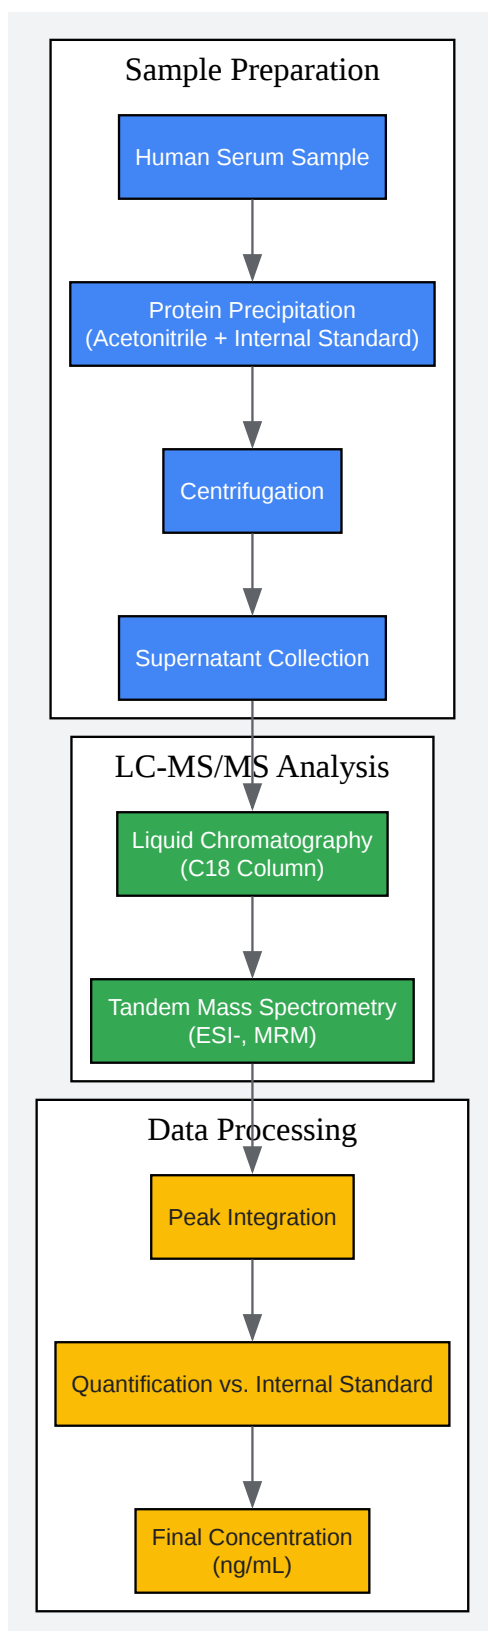 Sample Preparation
Human Serum Sample
Protein Precipitation
(Acetonitrile + Internal Standard)
Centrifugation
Supernatant Collection
LC-MS/MS Analysis
Liquid Chromatography
(C18 Column)
Tandem Mass Spectrometry
(ESI-, MRM)
Data Processing
Peak Integration
Quantification vs. Internal Standard
Final Concentration
(ng/mL)